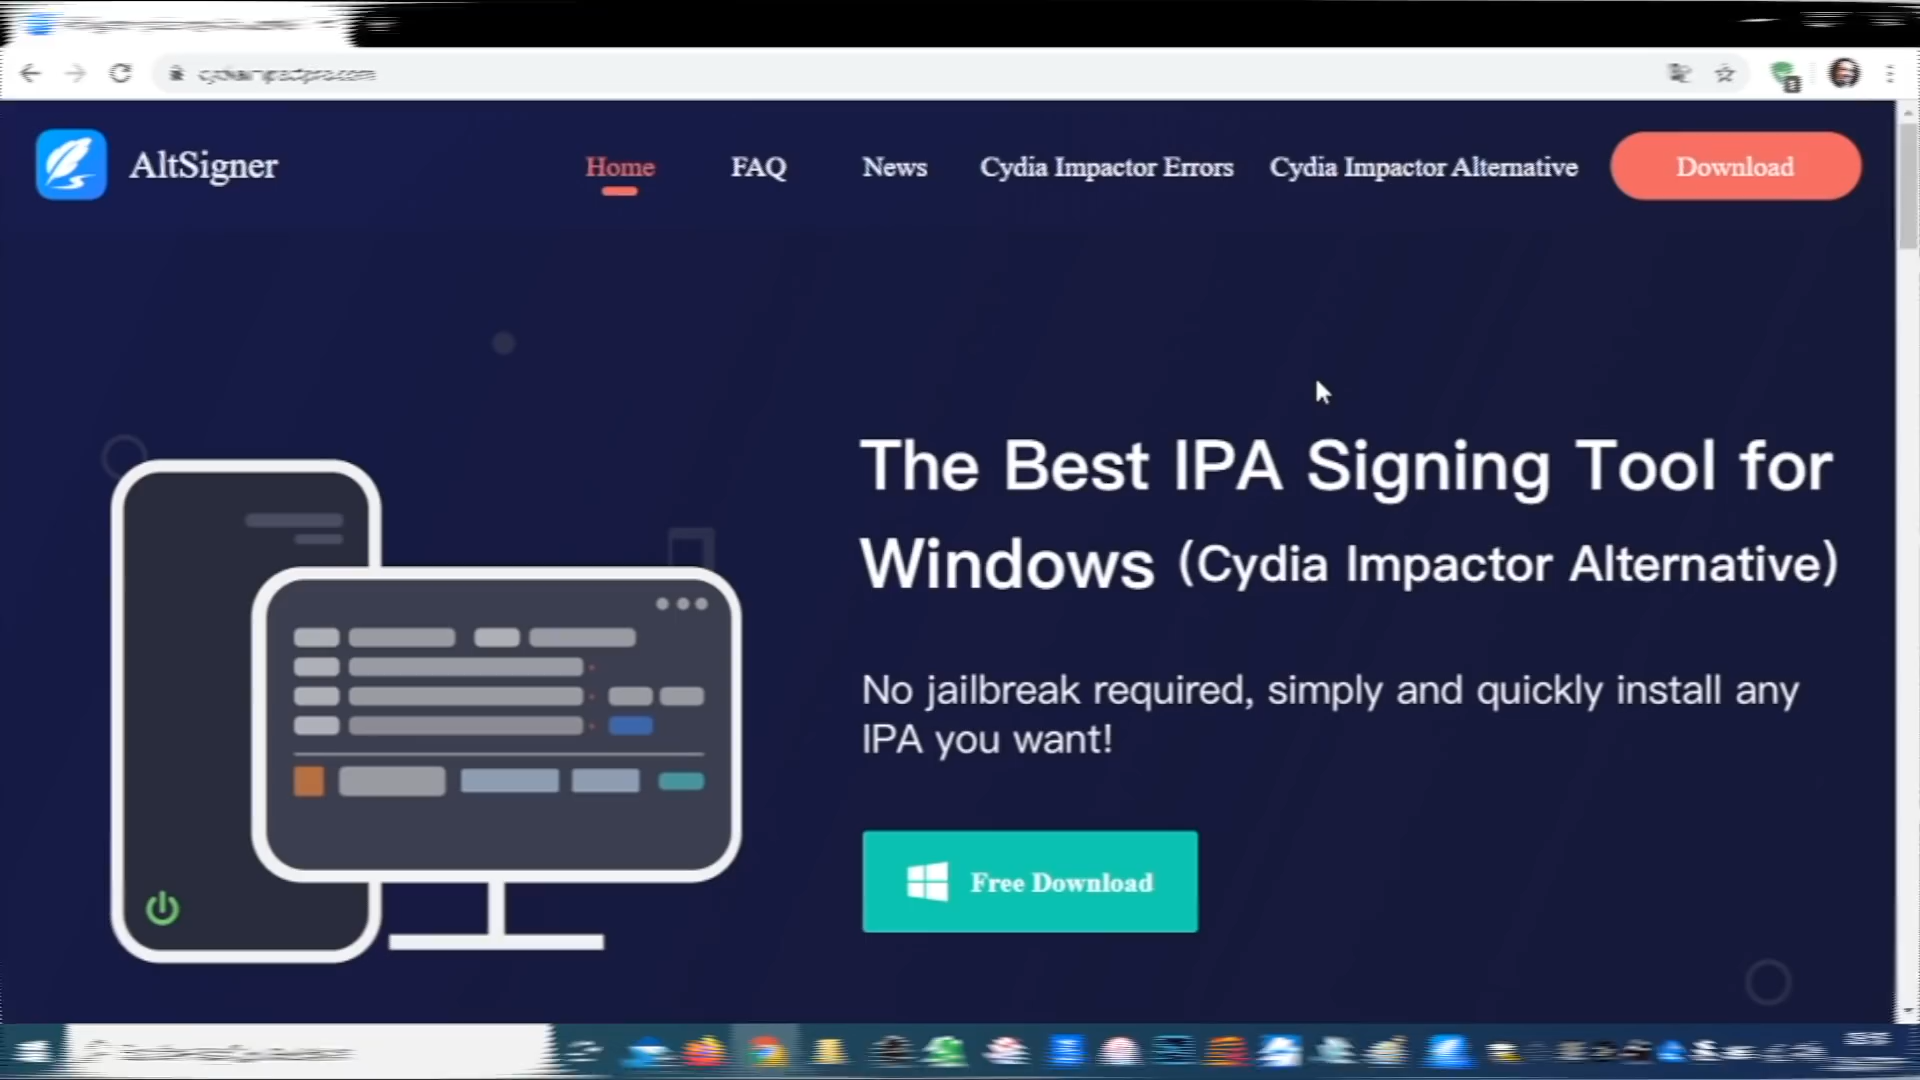 AltSigner
Home
FAQ
News
Cydia Impactor Errors
Cydia Impactor Alternative
Download
The Best IPA Signing Tool for
Windows (Cydia Impactor Alternative)
No jailbreak required, simply and quickly install any
IPA you want!
Free Download